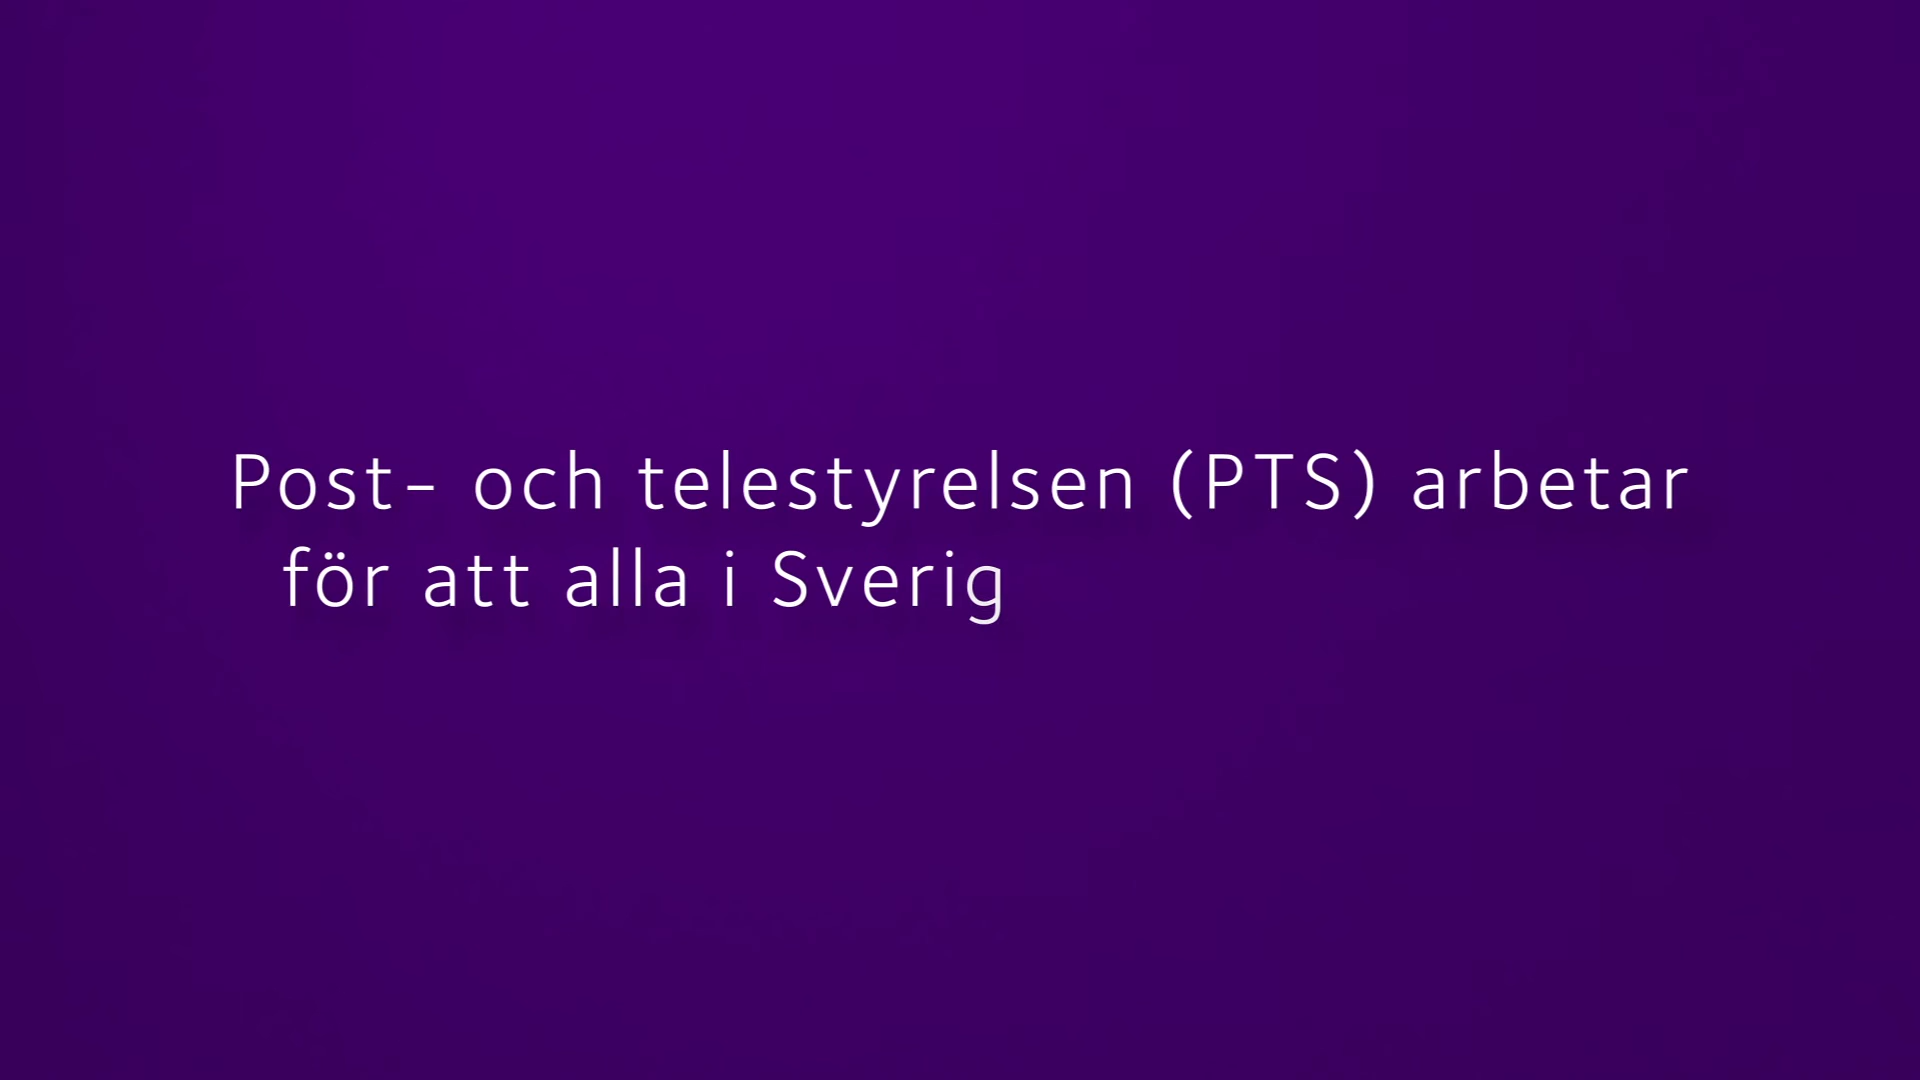 Post- och telestyrelsen (PTS) arbetar
för att alla i Sverig